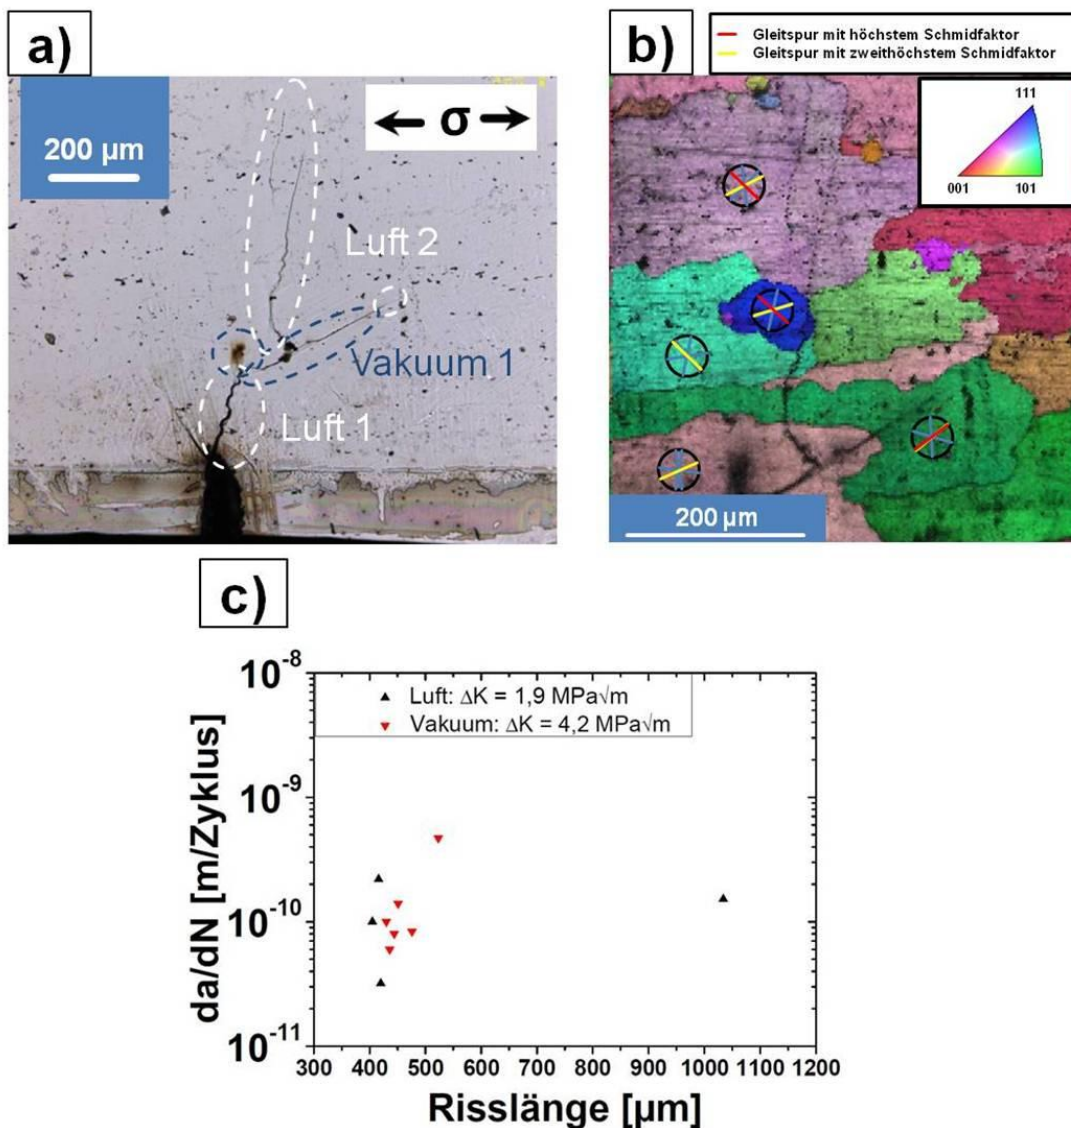 a)
200 µm
← σ →
Luft 2
Vakuum 1
Luft 1
b)
Gleitspur mit höchstem Schmidfaktor
Gleitspur mit zweithöchstem Schmidfaktor
111
001
101
200 µm
c)
10⁻⁸
10⁻⁹
10⁻¹⁰
10⁻¹¹
da/dN [m/Zyklus]
Luft: ΔK = 1,9 MPa√m
Vakuum: ΔK = 4,2 MPa√m
300 400 500 600 700 800 900 1000 1100 1200
Risslänge [µm]